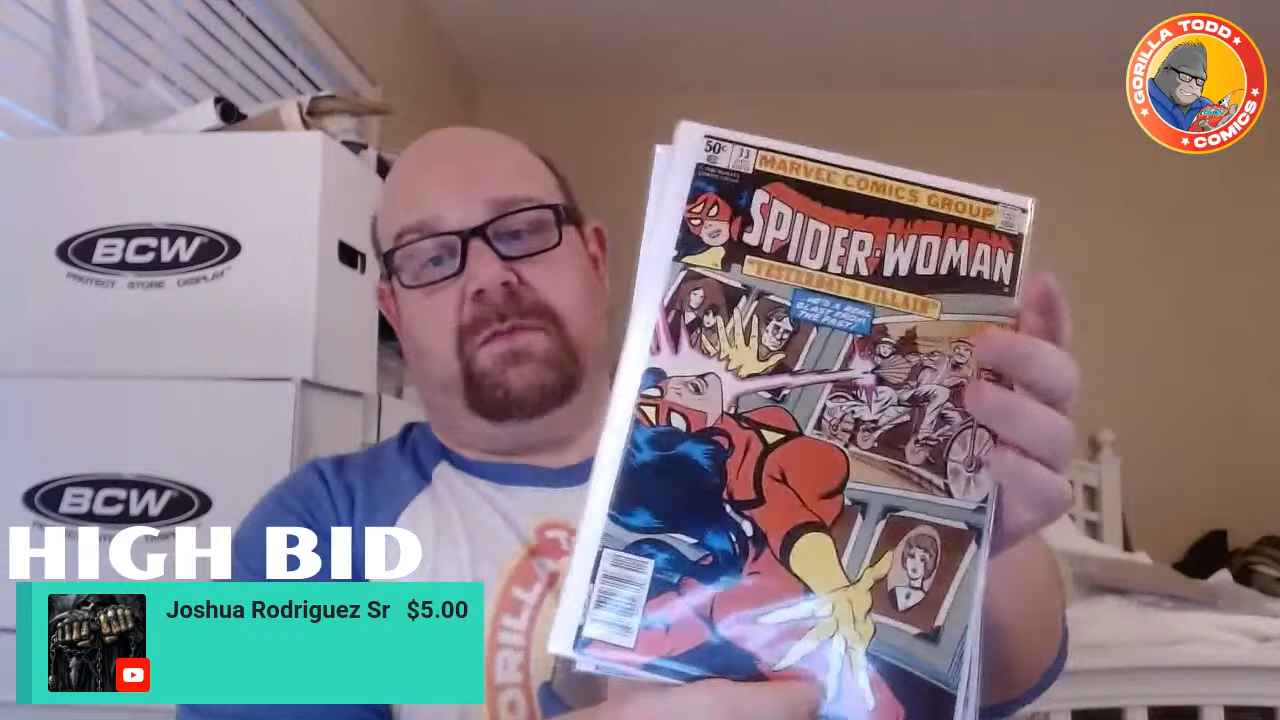 GORILLA TODD
COMICS
BCW
PROTECT STORE DISPLAY
50¢
33
MARVEL COMICS GROUP
SPIDER-WOMAN
"YESTERDAY'S VILLAIN"
HE'S A REAL
BLAST FROM
THE PAST!
BCW
HIGH BID
Joshua Rodriguez Sr $5.00